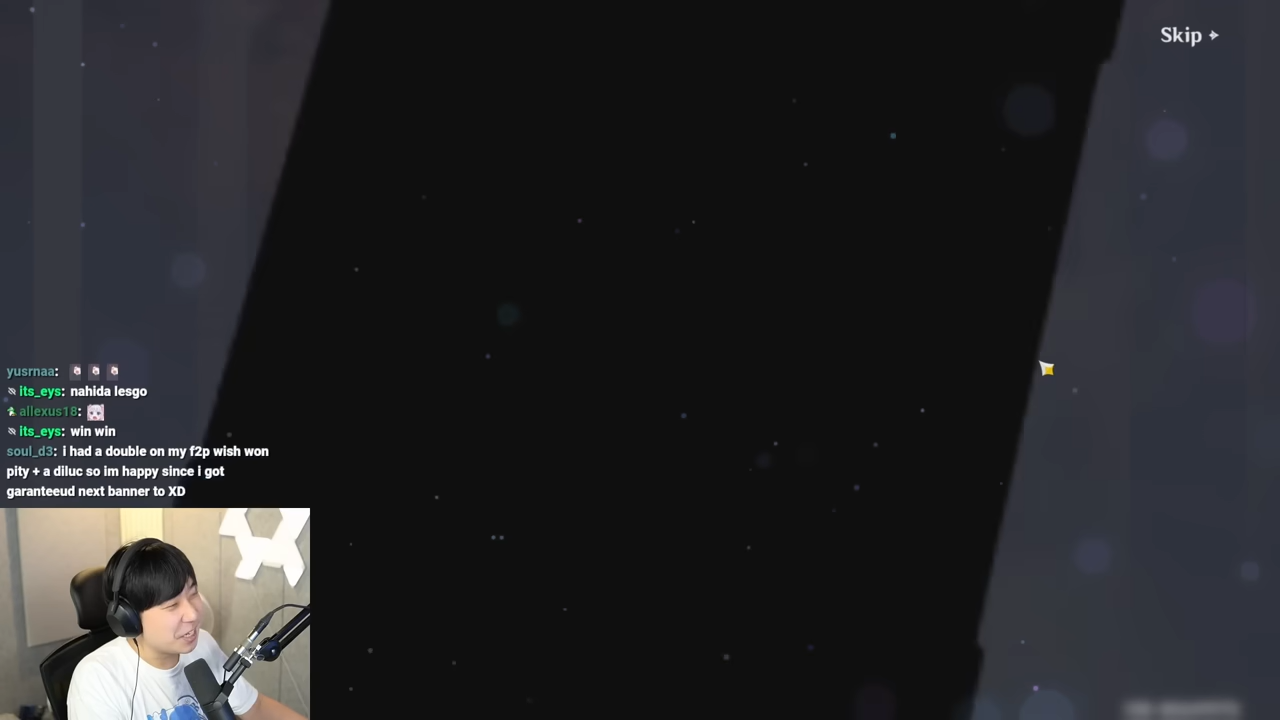 Skip
yusrnaa:
its_eys: nahida lesgo
allexus18:
its_eys: win win
soul_d3: i had a double on my f2p wish won
pity + a diluc so im happy since i got
garanteeud next banner to XD